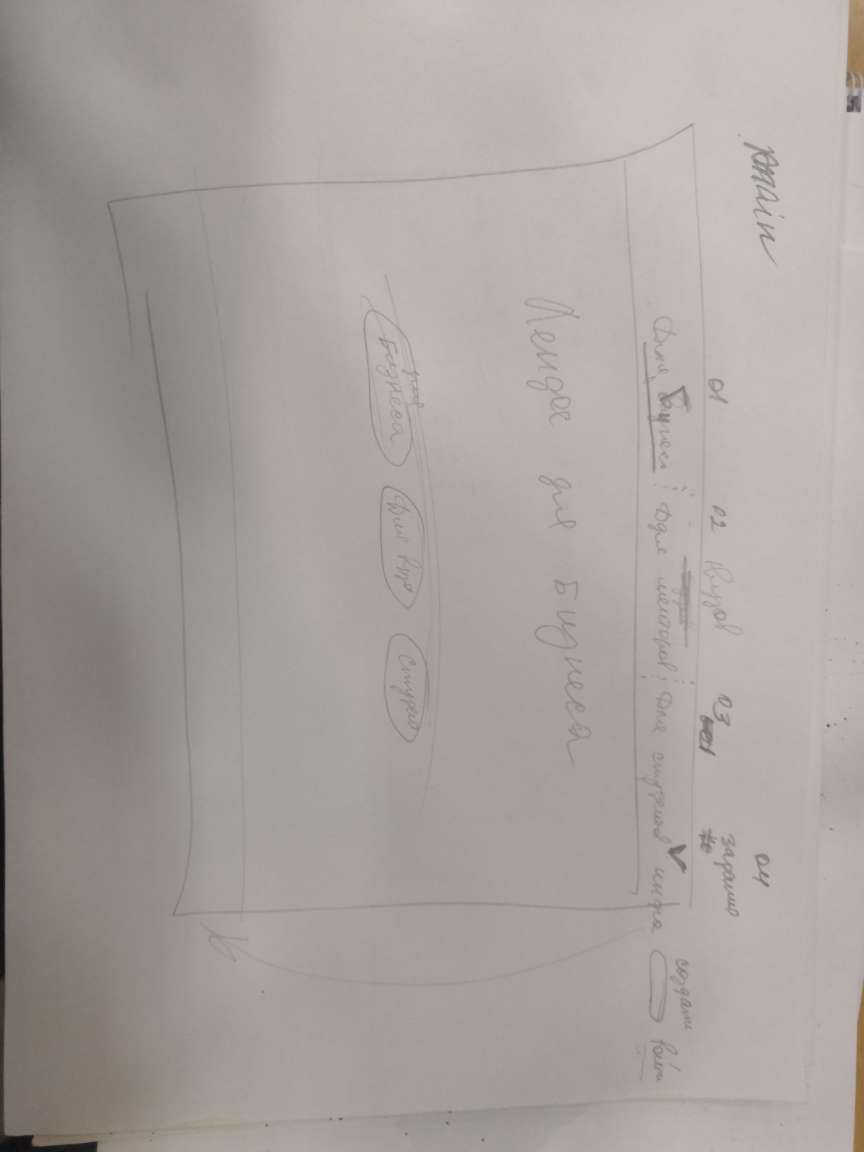 main
04
01 02 вузов 03 задание
создать
Для бизнеса Для менторов Для студентов инфа Войти
Лендос для Бизнеса
для
Бизнеса Для вуза Студент